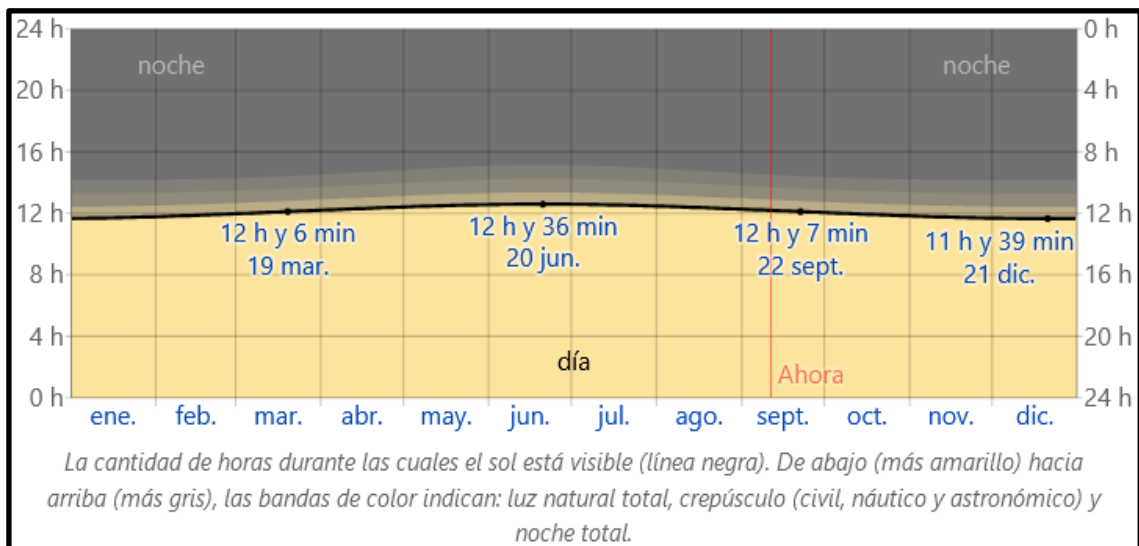 24 h
0 h
noche
noche
20 h
4 h
16 h
8 h
12 h
12 h
12 h y 6 min
19 mar.
12 h y 36 min
20 jun.
12 h y 7 min
22 sept.
11 h y 39 min
21 dic.
8 h
16 h
4 h
20 h
día
Ahora
0 h
24 h
ene. feb. mar. abr. may. jun. jul. ago. sept. oct. nov. dic.
La cantidad de horas durante las cuales el sol está visible (línea negra). De abajo (más amarillo) hacia
arriba (más gris), las bandas de color indican: luz natural total, crepúsculo (civil, náutico y astronómico) y
noche total.